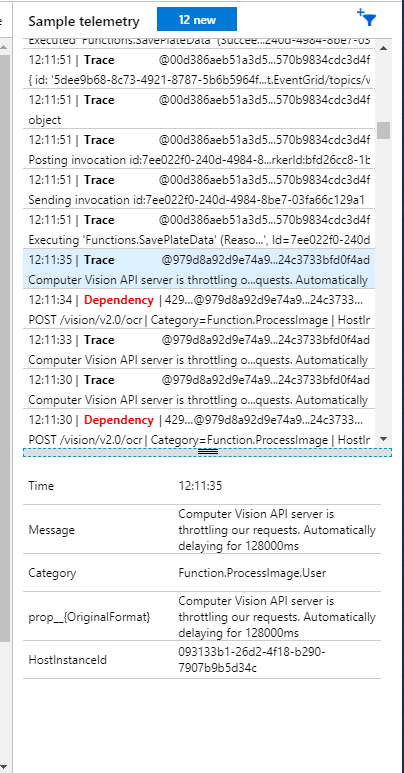 Sample telemetry
12 new
Executed 'Functions.SavePlateData' (Succee...240d-4984-8be7-03
12:11:51 | Trace @00d386aeb51a3d5...570b9834cdc3d4f
{ id: '5dee9b68-8c73-4921-8787-5b6b5964f...t.EventGrid/topics/v
12:11:51 | Trace @00d386aeb51a3d5...570b9834cdc3d4f
object
12:11:51 | Trace @00d386aeb51a3d5...570b9834cdc3d4f
Posting invocation id:7ee022f0-240d-4984-8...rkerId:bfd26cc8-1b
12:11:51 | Trace @00d386aeb51a3d5...570b9834cdc3d4f
Sending invocation id:7ee022f0-240d-4984-8be7-03fa66c129a1
12:11:51 | Trace @00d386aeb51a3d5...570b9834cdc3d4f
Executing 'Functions.SavePlateData' (Reaso...', Id=7ee022f0-240d
12:11:35 | Trace @979d8a92d9e74a9...24c3733bfd0f4ad
Computer Vision API server is throttling o...quests. Automatically
12:11:34 | Dependency | 429...@979d8a92d9e74a9...24c3733...
POST /vision/v2.0/ocr | Category=Function.ProcessImage | HostIr
12:11:33 | Trace @979d8a92d9e74a9...24c3733bfd0f4ad
Computer Vision API server is throttling o...quests. Automatically
12:11:30 | Trace @979d8a92d9e74a9...24c3733bfd0f4ad
Computer Vision API server is throttling o...quests. Automatically
12:11:30 | Dependency | 429...@979d8a92d9e74a9...24c3733...
POST /vision/v2.0/ocr | Category=Function.ProcessImage | HostIr
Time 12:11:35
Message Computer Vision API server is
throttling our requests. Automatically
delaying for 128000ms
Category Function.ProcessImage.User
prop__{OriginalFormat} Computer Vision API server is
throttling our requests. Automatically
delaying for 128000ms
HostInstanceId 093133b1-26d2-4f18-b290-
7907b9b5d34c